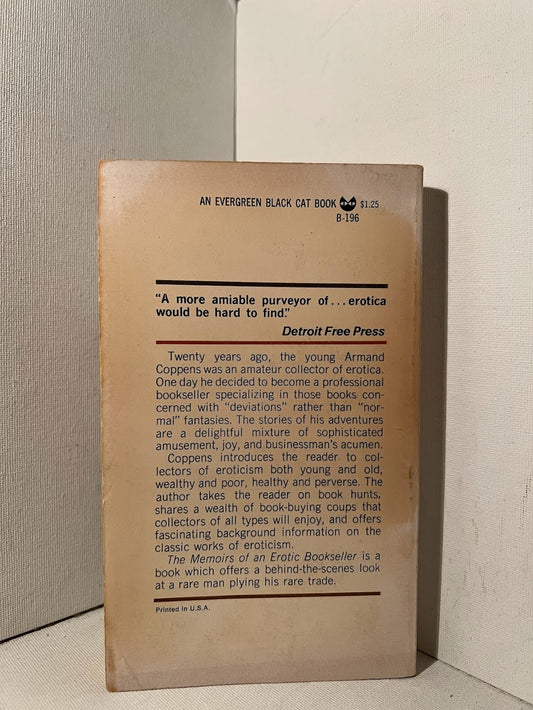 AN EVERGREEN BLACK CAT BOOK $1.25
B-196
“A more amiable purveyor of...erotica
would be hard to find.”
Detroit Free Press
Twenty years ago, the young Armand
Coppens was an amateur collector of erotica.
One day he decided to become a professional
bookseller specializing in those books con-
cerned with “deviations” rather than “nor-
mal” fantasies. The stories of his adventures
are a delightful mixture of sophisticated
amusement, joy, and businessman's acumen.
Coppens introduces the reader to col-
lectors of eroticism both young and old,
wealthy and poor, healthy and perverse. The
author takes the reader on book hunts,
shares a wealth of book-buying coups that
collectors of all types will enjoy, and offers
fascinating background information on the
classic works of eroticism.
The Memoirs of an Erotic Bookseller is a
book which offers a behind-the-scenes look
at a rare man plying his rare trade.
Printed in U.S.A.